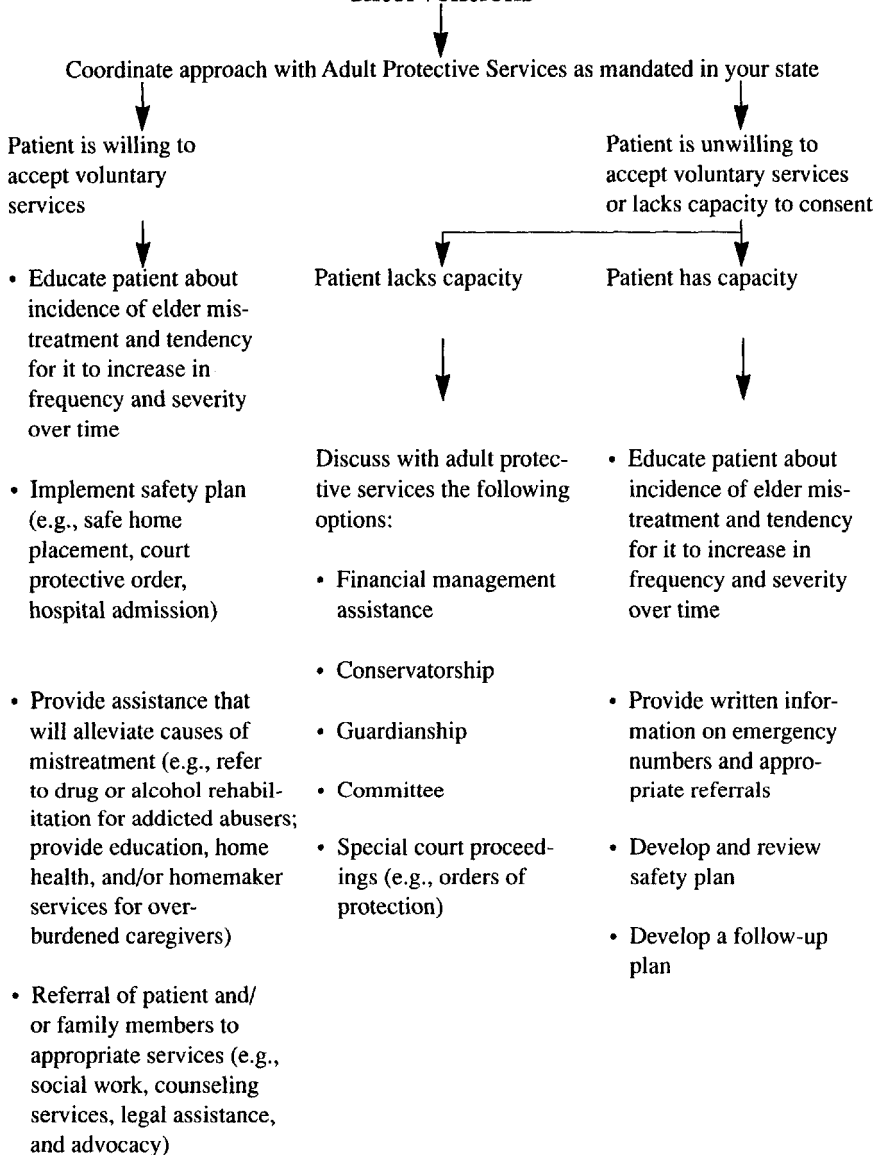 Coordinate approach with Adult Protective Services as mandated in your state
Patient is willing to
accept voluntary
services
Patient is unwilling to
accept voluntary services
or lacks capacity to consent
• Educate patient about
incidence of elder mis-
treatment and tendency
for it to increase in
frequency and severity
over time
• Implement safety plan
(e.g., safe home
placement, court
protective order,
hospital admission)
• Provide assistance that
will alleviate causes of
mistreatment (e.g., refer
to drug or alcohol rehabil-
itation for addicted abusers;
provide education, home
health, and/or homemaker
services for over-
burdened caregivers)
• Referral of patient and/
or family members to
appropriate services (e.g.,
social work, counseling
services, legal assistance,
and advocacy)
Patient lacks capacity
Discuss with adult protec-
tive services the following
options:
• Financial management
assistance
• Conservatorship
• Guardianship
• Committee
• Special court proceed-
ings (e.g., orders of
protection)
Patient has capacity
• Educate patient about
incidence of elder mis-
treatment and tendency
for it to increase in
frequency and severity
over time
• Provide written infor-
mation on emergency
numbers and appro-
priate referrals
• Develop and review
safety plan
• Develop a follow-up
plan